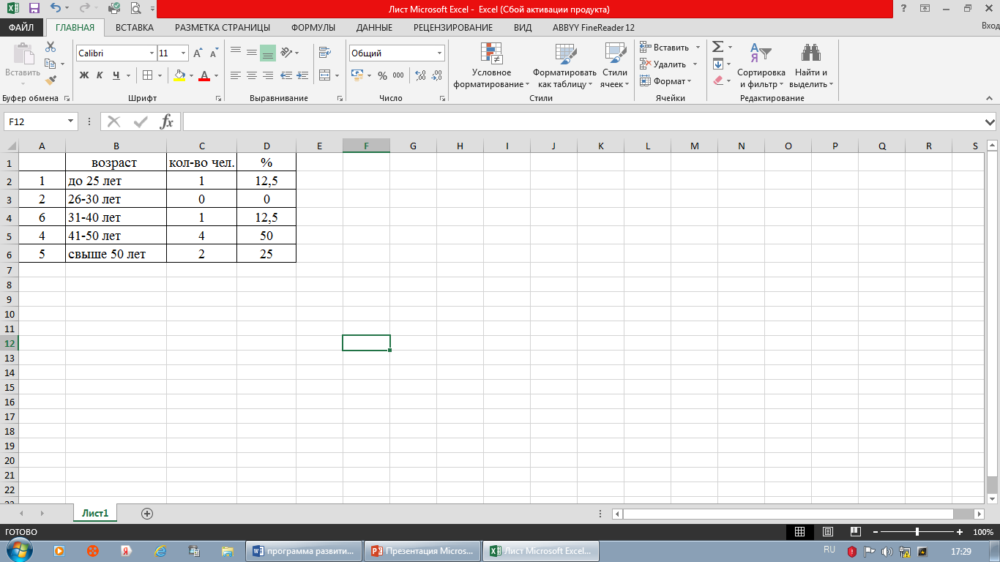 Лист Microsoft Excel - Excel (Сбой активации продукта)
ФАЙЛ ГЛАВНАЯ ВСТАВКА РАЗМЕТКА СТРАНИЦЫ ФОРМУЛЫ ДАННЫЕ РЕЦЕНЗИРОВАНИЕ ВИД ABBYY FineReader 12 Вход
Вставить
Calibri 11
Ж К Ч
А
Общий
% 000
Условное форматирование
Форматировать как таблицу
Стили ячеек
Вставить
Удалить
Формат
Сортировка и фильтр
Найти и выделить
Буфер обмена Шрифт Выравнивание Число Стили Ячейки Редактирование
F12 fx
A B C D E F G H I J K L M N O P Q R S
1 возраст кол-во чел. %
2 1 до 25 лет 1 12,5
3 2 26-30 лет 0 0
4 6 31-40 лет 1 12,5
5 4 41-50 лет 4 50
6 5 свыше 50 лет 2 25
7
8
9
10
11
12
13
14
15
16
17
18
19
20
21
22
23
Лист1
ГОТОВО 100%
программа развити... Презентация Micros... Лист Microsoft Excel... RU 17:29